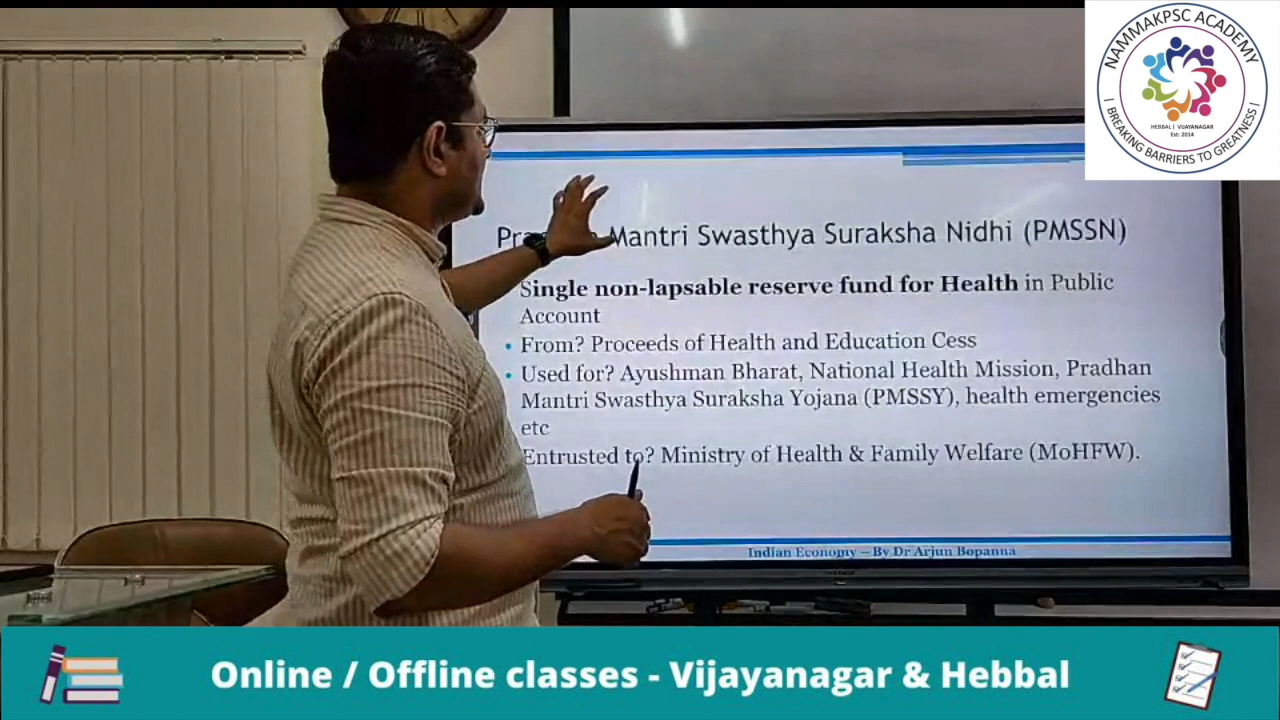 NAMMAKPSC ACADEMY
HEBBAL | VIJAYANAGAR
Est: 2014
| BREAKING BARRIERS TO GREATNESS |
Mantri Swasthya Suraksha Nidhi (PMSSN)
Single non-lapsable reserve fund for Health in Public
Account
• From? Proceeds of Health and Education Cess
• Used for? Ayushman Bharat, National Health Mission, Pradhan
Mantri Swasthya Suraksha Yojana (PMSSY), health emergencies
etc
Entrusted to? Ministry of Health & Family Welfare (MoHFW).
Indian Economy – By Dr Arjun Bopanna
Online / Offline classes - Vijayanagar & Hebbal